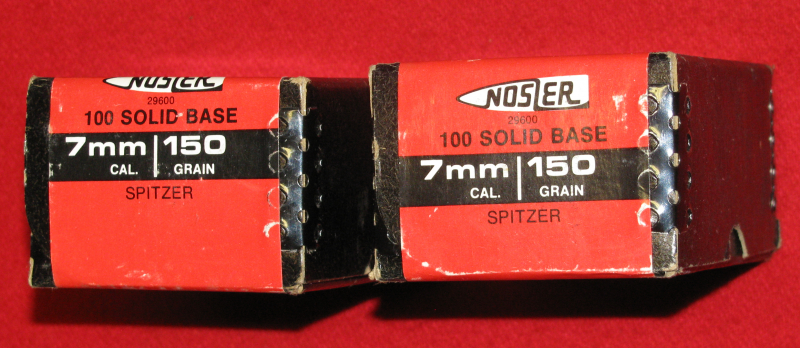 NOSLER
29600
100 SOLID BASE
7mm 150
CAL. GRAIN
SPITZER
NOSLER
29600
100 SOLID BASE
7mm 150
CAL. GRAIN
SPITZER